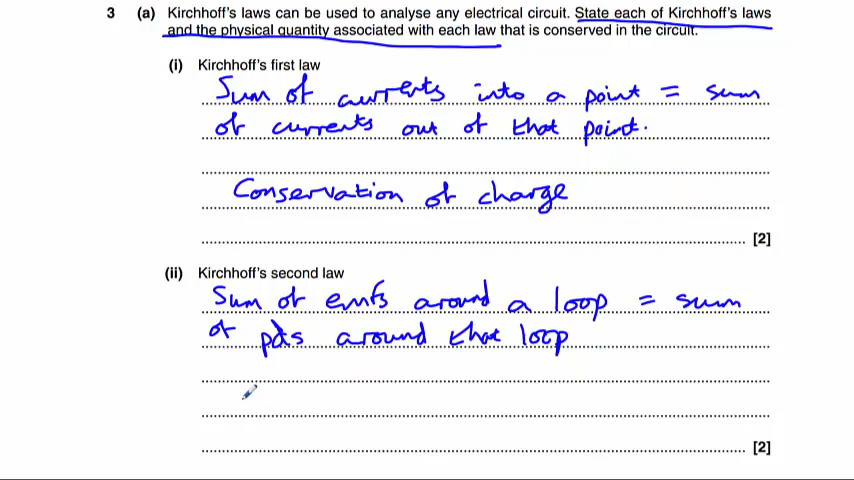 3 (a) Kirchhoff's laws can be used to analyse any electrical circuit. State each of Kirchhoff's laws
and the physical quantity associated with each law that is conserved in the circuit.
(i) Kirchhoff's first law
Sum of currents into a point = sum
of currents out of that point.
Conservation of charge
[2]
(ii) Kirchhoff's second law
Sum of emfs around a loop = sum
of pds around that loop
[2]